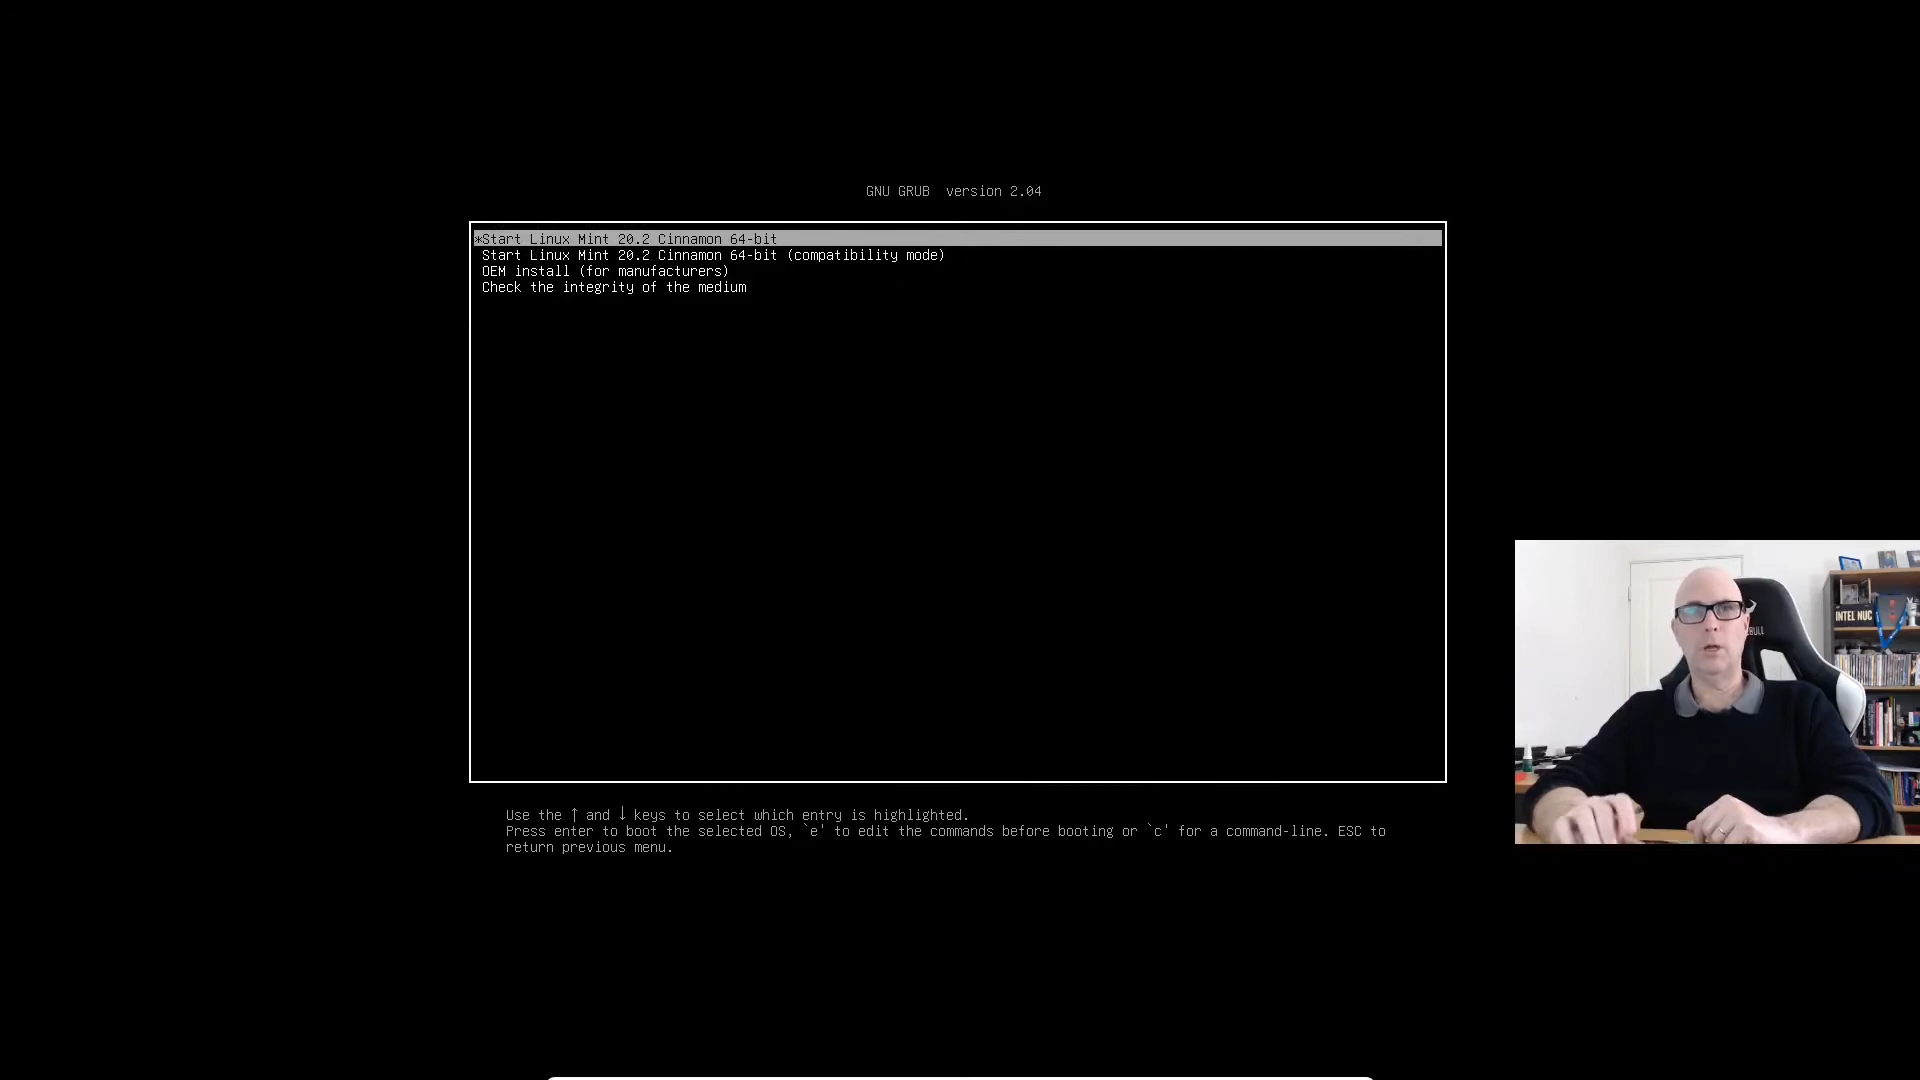 GNU GRUB  version 2.04
*Start Linux Mint 20.2 Cinnamon 64-bit
Start Linux Mint 20.2 Cinnamon 64-bit (compatibility mode)
OEM install (for manufacturers)
Check the integrity of the medium
Use the ↑ and ↓ keys to select which entry is highlighted.
Press enter to boot the selected OS, `e' to edit the commands before booting or `c' for a command-line. ESC to
return previous menu.
INTEL NUC